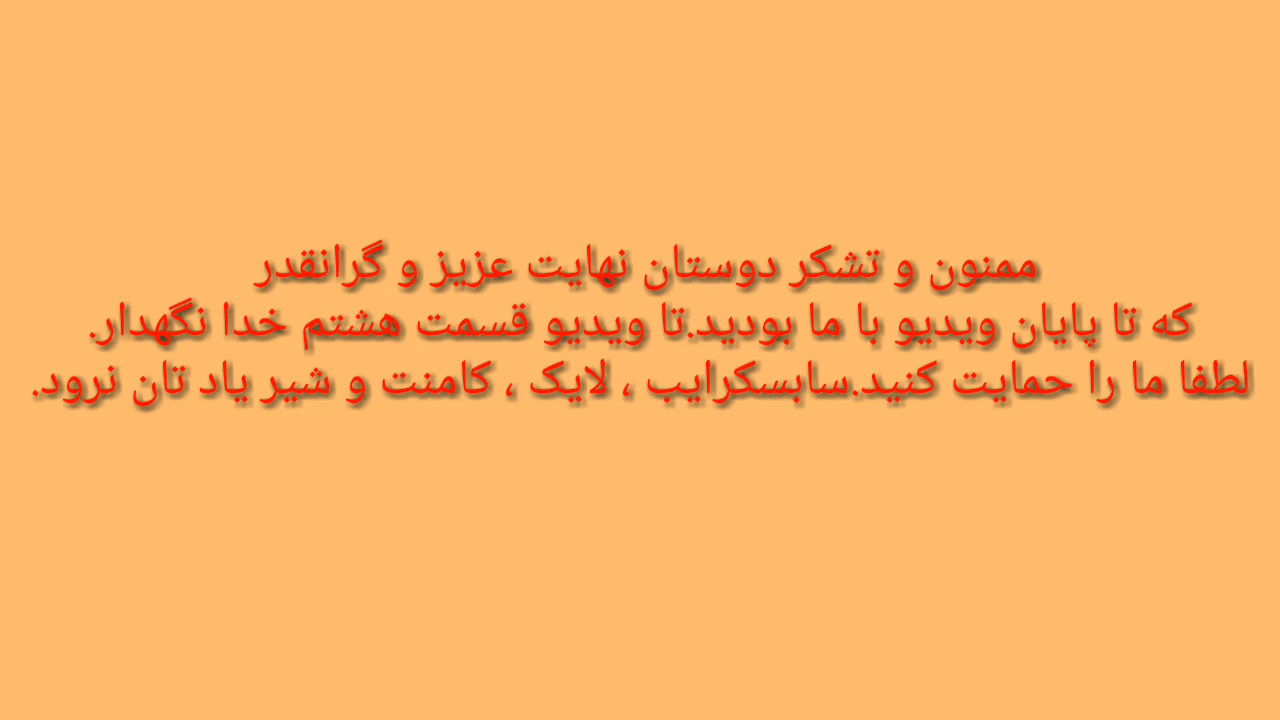 ممنون و تشکر دوستان نهایت عزیز و گرانقدر
که تا پایان ویدیو با ما بودید.تا ویدیو قسمت هشتم خدا نگهدار.
لطفا ما را حمایت کنید.سابسکرایب ، لایک ، کامنت و شیر یاد تان نرود.